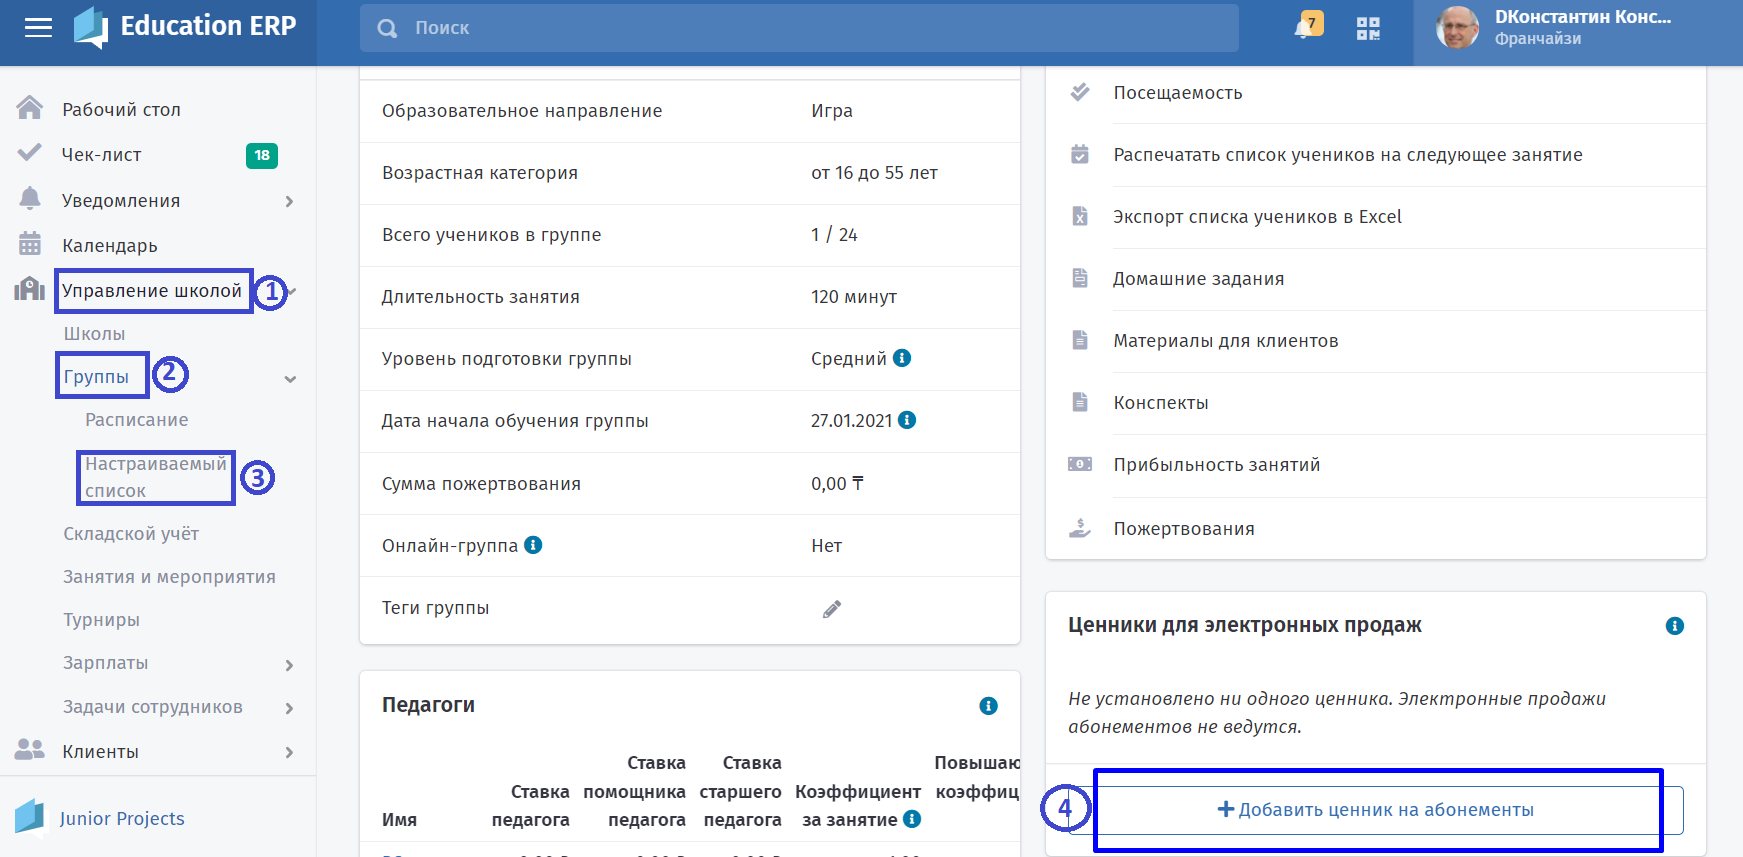 Education ERP
Поиск
7
DКонстантин Конс...
Франчайзи
Рабочий стол
Чек-лист
18
Уведомления
Календарь
Управление школой
1
Школы
Группы
2
Расписание
Настраиваемый
список
3
Складской учёт
Занятия и мероприятия
Турниры
Зарплаты
Задачи сотрудников
Клиенты
Junior Projects
Образовательное направление Игра
Возрастная категория от 16 до 55 лет
Всего учеников в группе 1 / 24
Длительность занятия 120 минут
Уровень подготовки группы Средний
Дата начала обучения группы 27.01.2021
Сумма пожертвования 0,00 ₸
Онлайн-группа Нет
Теги группы
Педагоги
Имя
Ставка
педагога
Ставка
помощника
педагога
Ставка
старшего
педагога
Коэффициент
за занятие
Повышаю
коэффиц
Посещаемость
Распечатать список учеников на следующее занятие
Экспорт списка учеников в Excel
Домашние задания
Материалы для клиентов
Конспекты
Прибыльность занятий
Пожертвования
Ценники для электронных продаж
Не установлено ни одного ценника. Электронные продажи
абонементов не ведутся.
4
Добавить ценник на абонементы